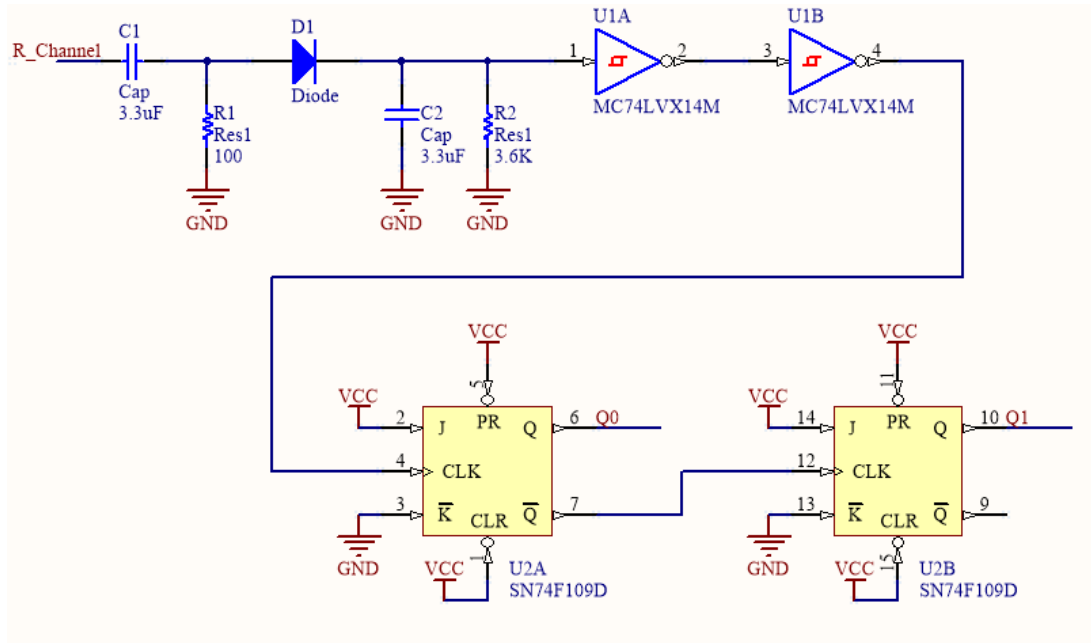 C1
R_Channel
Cap
3.3uF
R1
Res1
100
GND
D1
Diode
C2
Cap
3.3uF
GND
R2
Res1
3.6K
GND
U1A
1
2
MC74LVX14M
U1B
3
4
MC74LVX14M
VCC
5
VCC
2
J
PR
Q
6
Q0
4
CLK
3
K
CLR
Q
7
GND
1
VCC
U2A
SN74F109D
VCC
11
VCC
14
J
PR
Q
10
Q1
12
CLK
13
K
CLR
Q
9
GND
15
VCC
U2B
SN74F109D